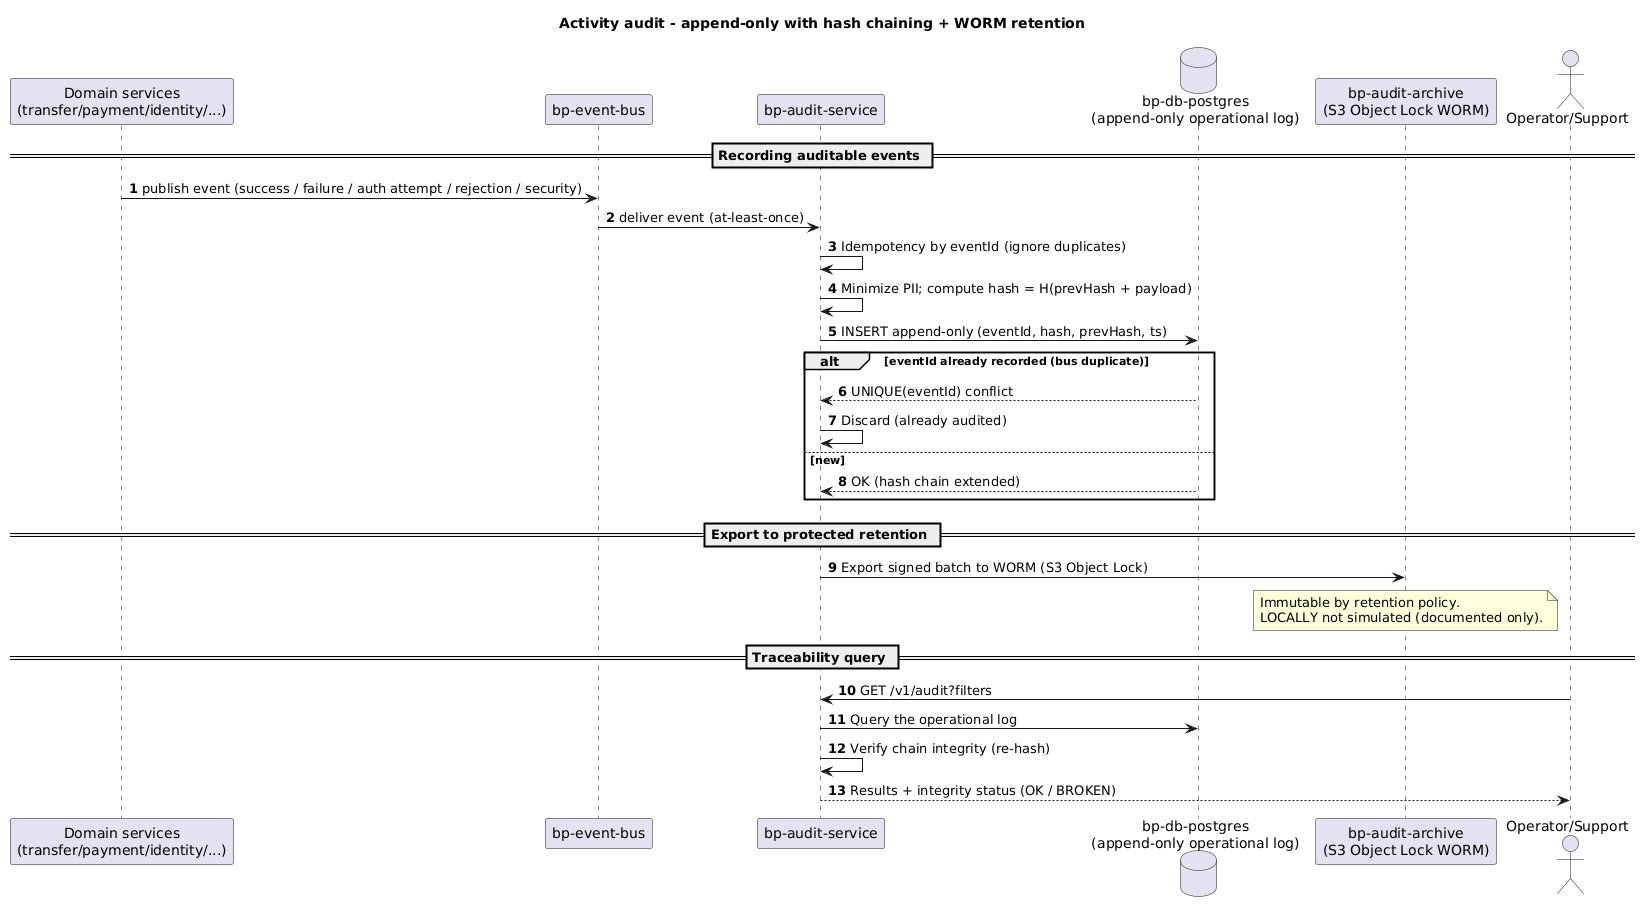 Activity audit - append-only with hash chaining + WORM retention
Domain services
(transfer/payment/identity/...)
bp-event-bus
bp-audit-service
bp-db-postgres
(append-only operational log)
bp-audit-archive
(S3 Object Lock WORM)
Operator/Support
Recording auditable events
1 publish event (success / failure / auth attempt / rejection / security)
2 deliver event (at-least-once)
3 Idempotency by eventId (ignore duplicates)
4 Minimize PII; compute hash = H(prevHash + payload)
5 INSERT append-only (eventId, hash, prevHash, ts)
alt [eventId already recorded (bus duplicate)]
6 UNIQUE(eventId) conflict
7 Discard (already audited)
[new]
8 OK (hash chain extended)
Export to protected retention
9 Export signed batch to WORM (S3 Object Lock)
Immutable by retention policy.
LOCALLY not simulated (documented only).
Traceability query
10 GET /v1/audit?filters
11 Query the operational log
12 Verify chain integrity (re-hash)
13 Results + integrity status (OK / BROKEN)
Domain services
(transfer/payment/identity/...)
bp-event-bus
bp-audit-service
bp-db-postgres
(append-only operational log)
bp-audit-archive
(S3 Object Lock WORM)
Operator/Support